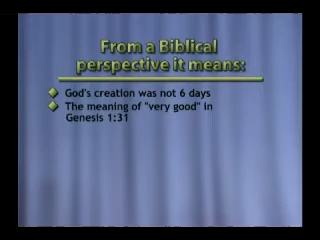 From a Biblical
perspective it means:
God's creation was not 6 days
The meaning of "very good" in
Genesis 1:31